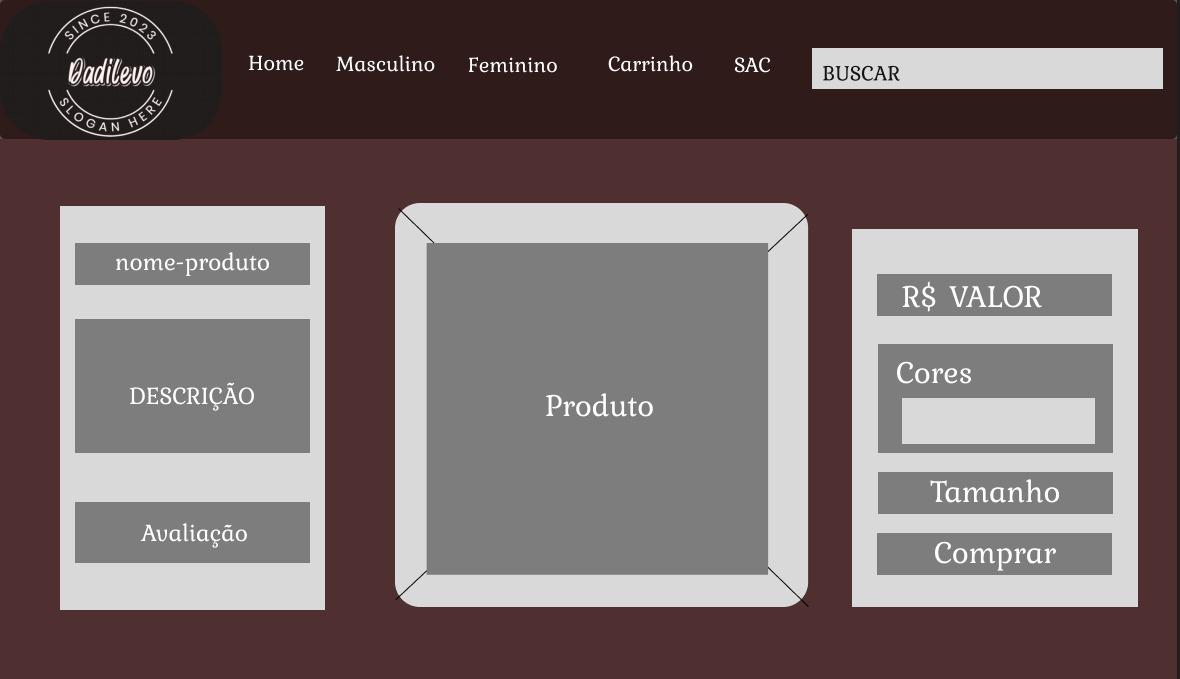 SINCE 2023
Dadilevo
SLOGAN HERE
Home Masculino Feminino Carrinho SAC BUSCAR
nome-produto
DESCRIÇÃO
Avaliação
Produto
R$ VALOR
Cores
Tamanho
Comprar